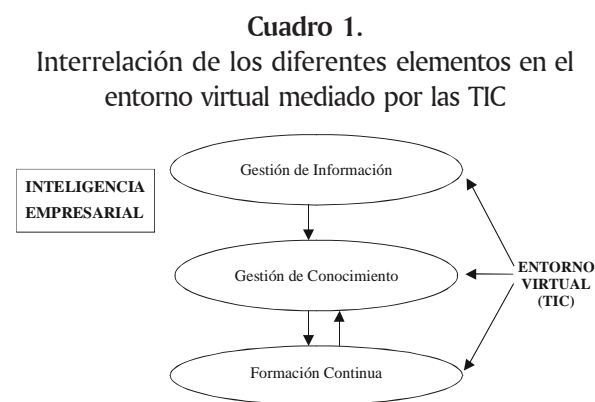 Cuadro 1.
Interrelación de los diferentes elementos en el
entorno virtual mediado por las TIC
Gestión de Información
INTELIGENCIA
EMPRESARIAL
Gestión de Conocimiento
ENTORNO
VIRTUAL
(TIC)
Formación Continua